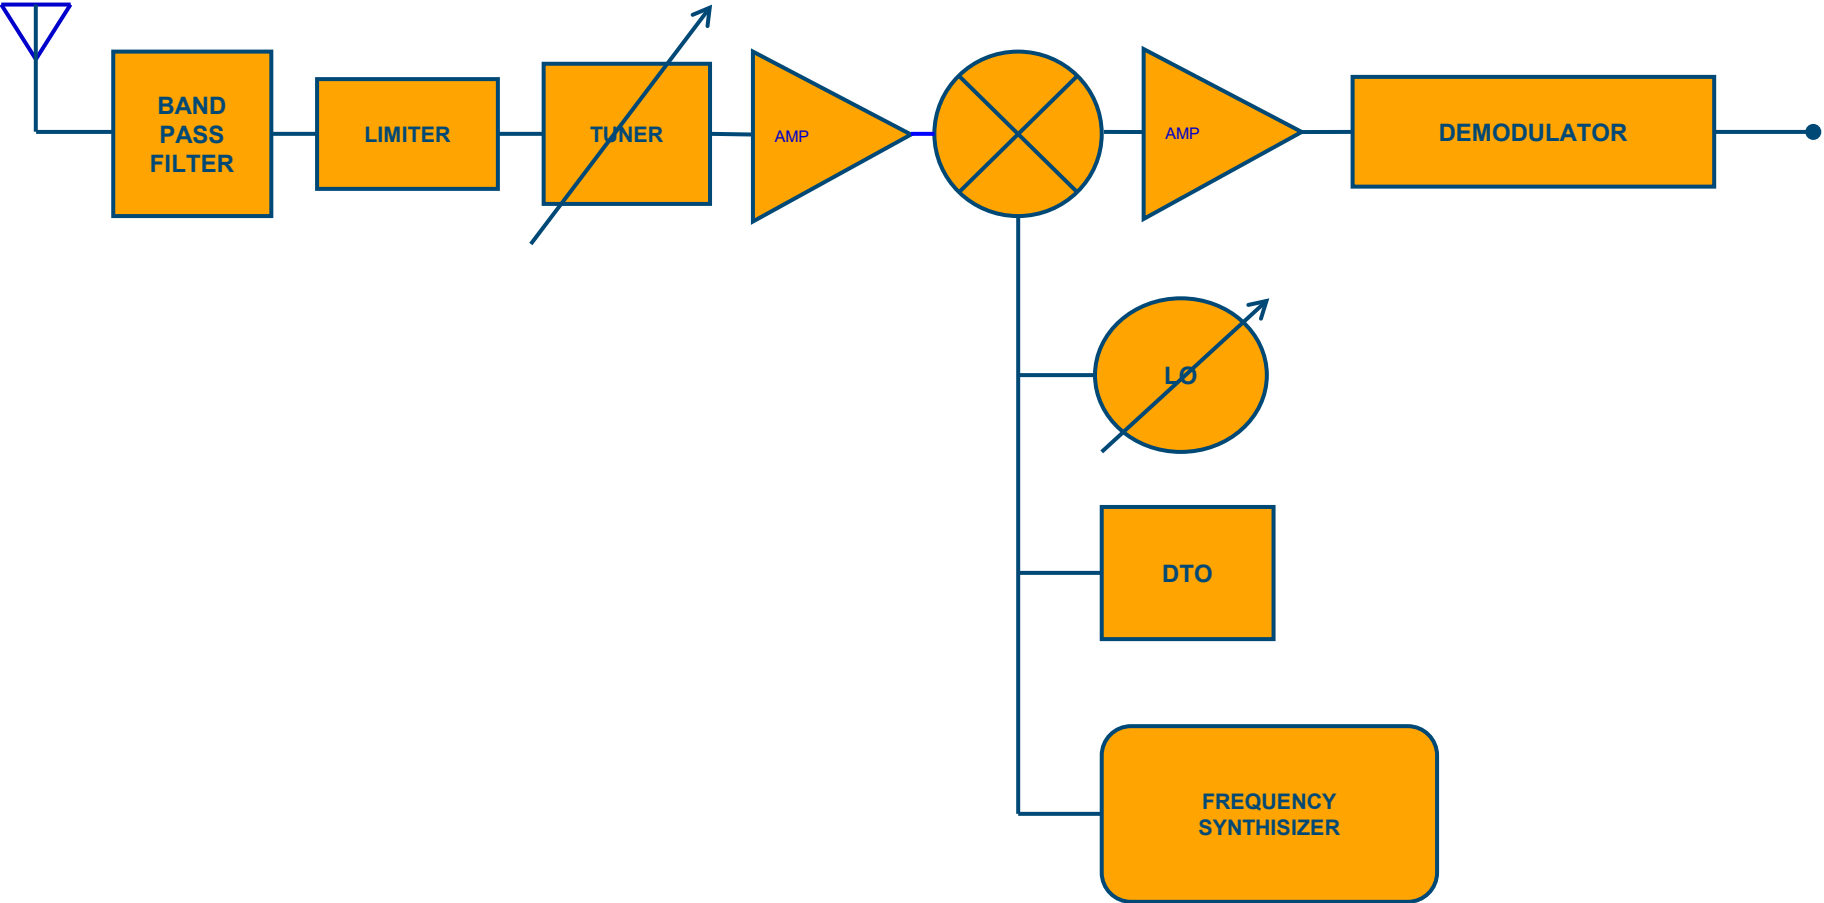 BAND
PASS
FILTER
LIMITER
TUNER
AMP
AMP
DEMODULATOR
LO
DTO
FREQUENCY
SYNTHISIZER